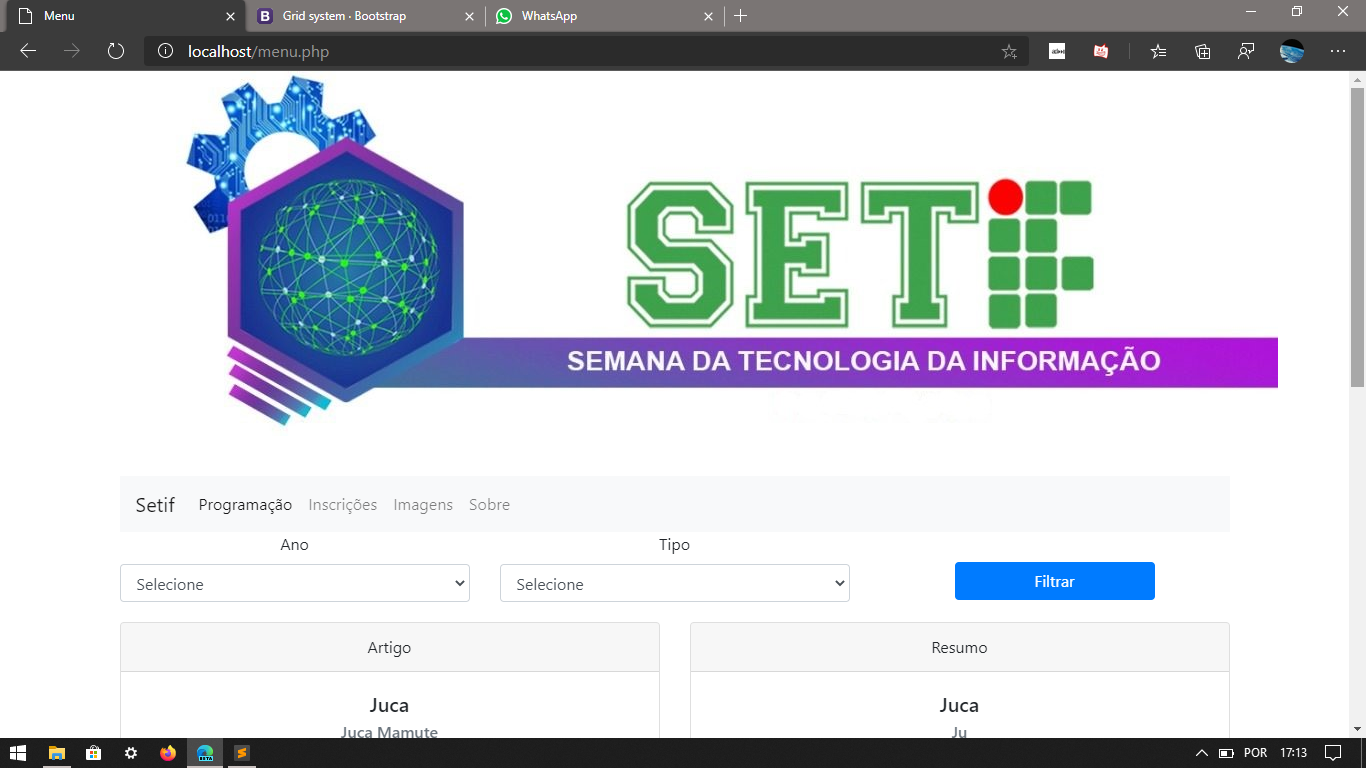 Menu
Grid system · Bootstrap
WhatsApp
localhost/menu.php
SETIF
SEMANA DA TECNOLOGIA DA INFORMAÇÃO
Setif Programação Inscrições Imagens Sobre
Ano Tipo
Selecione Selecione Filtrar
Artigo Resumo
Juca Juca
Juca Mamute Ju
POR 17:13